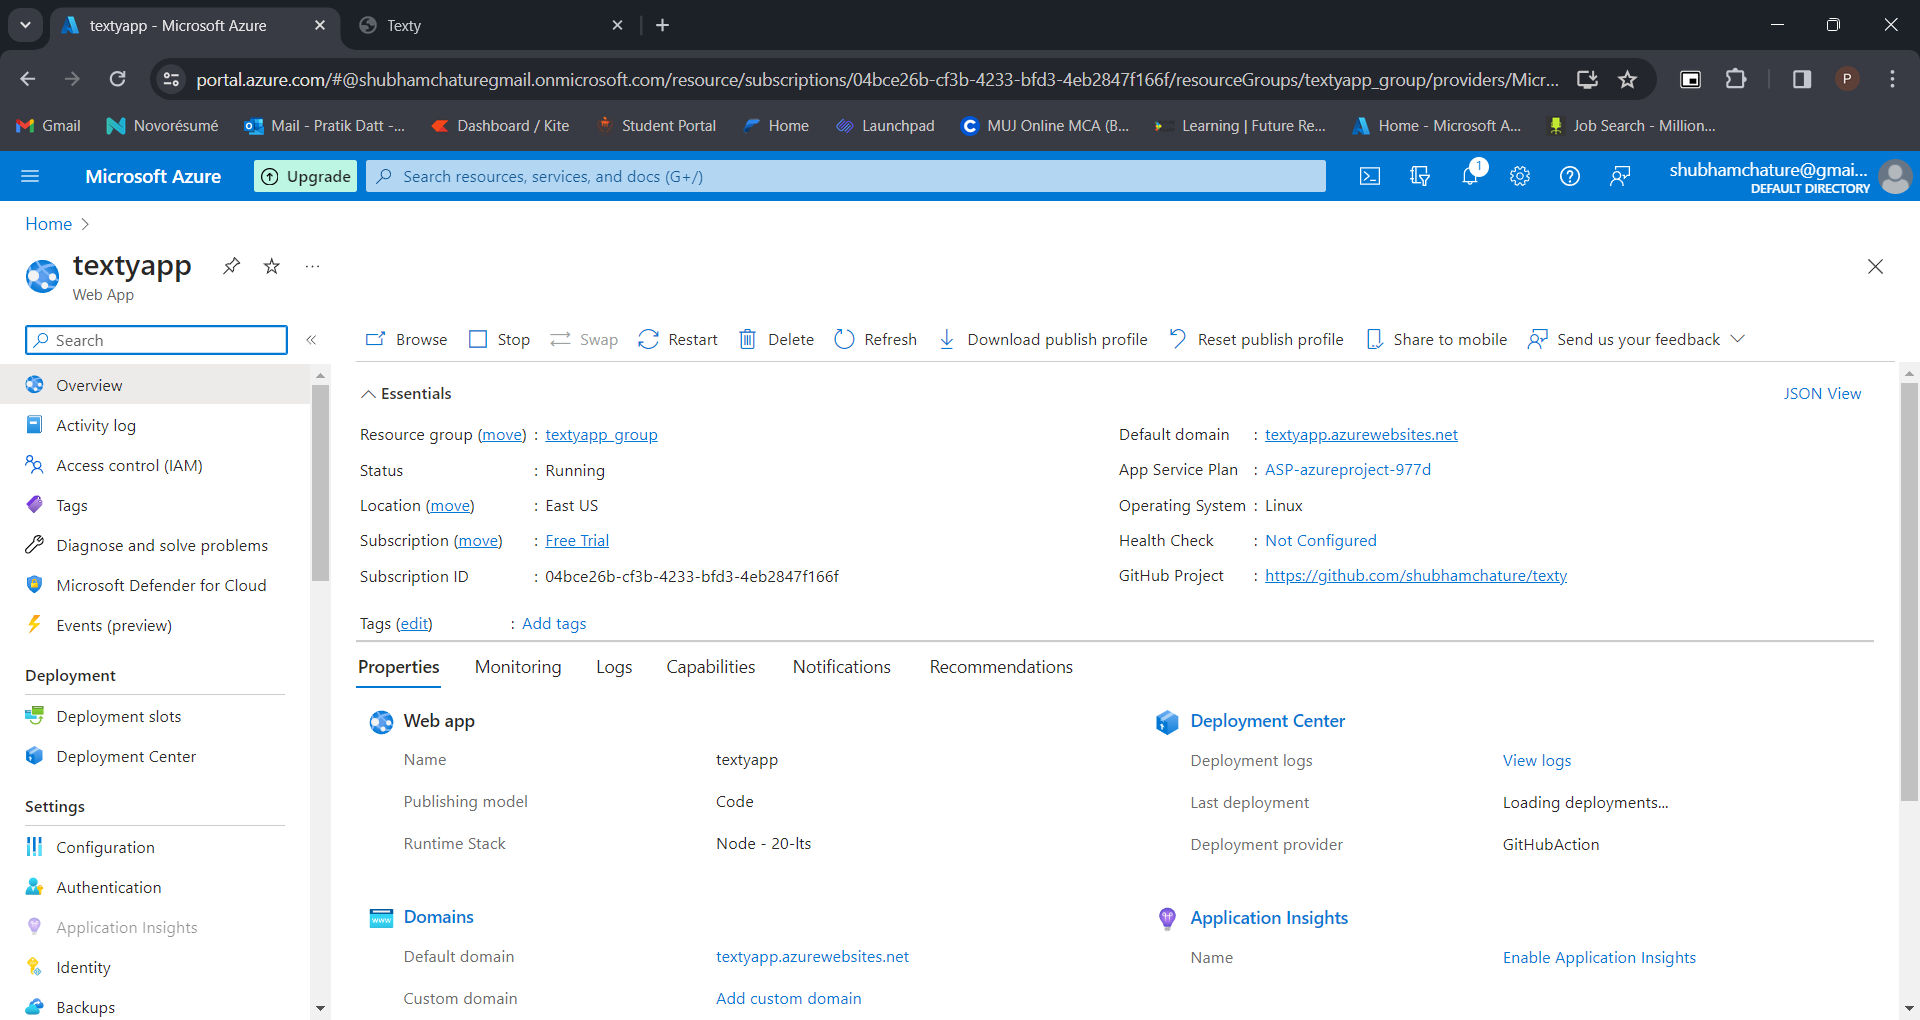 textyapp - Microsoft Azure
Texty
portal.azure.com/#@shubhamchaturegmail.onmicrosoft.com/resource/subscriptions/04bce26b-cf3b-4233-bfd3-4eb2847f166f/resourceGroups/textyapp_group/providers/Micr...
P
Gmail
Novorésumé
Mail - Pratik Datt -...
Dashboard / Kite
Student Portal
Home
Launchpad
MUJ Online MCA (B...
Learning | Future Re...
Home - Microsoft A...
Job Search - Million...
Microsoft Azure
Upgrade
Search resources, services, and docs (G+/)
1
shubhamchature@gmai...
DEFAULT DIRECTORY
Home
textyapp
Web App
Search
Browse
Stop
Swap
Restart
Delete
Refresh
Download publish profile
Reset publish profile
Share to mobile
Send us your feedback
Overview
Activity log
Access control (IAM)
Tags
Diagnose and solve problems
Microsoft Defender for Cloud
Events (preview)
Deployment
Deployment slots
Deployment Center
Settings
Configuration
Authentication
Application Insights
Identity
Backups
Essentials
JSON View
Resource group (move) : textyapp_group
Status : Running
Location (move) : East US
Subscription (move) : Free Trial
Subscription ID : 04bce26b-cf3b-4233-bfd3-4eb2847f166f
Default domain : textyapp.azurewebsites.net
App Service Plan : ASP-azureproject-977d
Operating System : Linux
Health Check : Not Configured
GitHub Project : https://github.com/shubhamchature/texty
Tags (edit) : Add tags
Properties
Monitoring
Logs
Capabilities
Notifications
Recommendations
Web app
Name textyapp
Publishing model Code
Runtime Stack Node - 20-lts
Deployment Center
Deployment logs View logs
Last deployment Loading deployments...
Deployment provider GitHubAction
www
Domains
Default domain textyapp.azurewebsites.net
Custom domain Add custom domain
Application Insights
Name Enable Application Insights